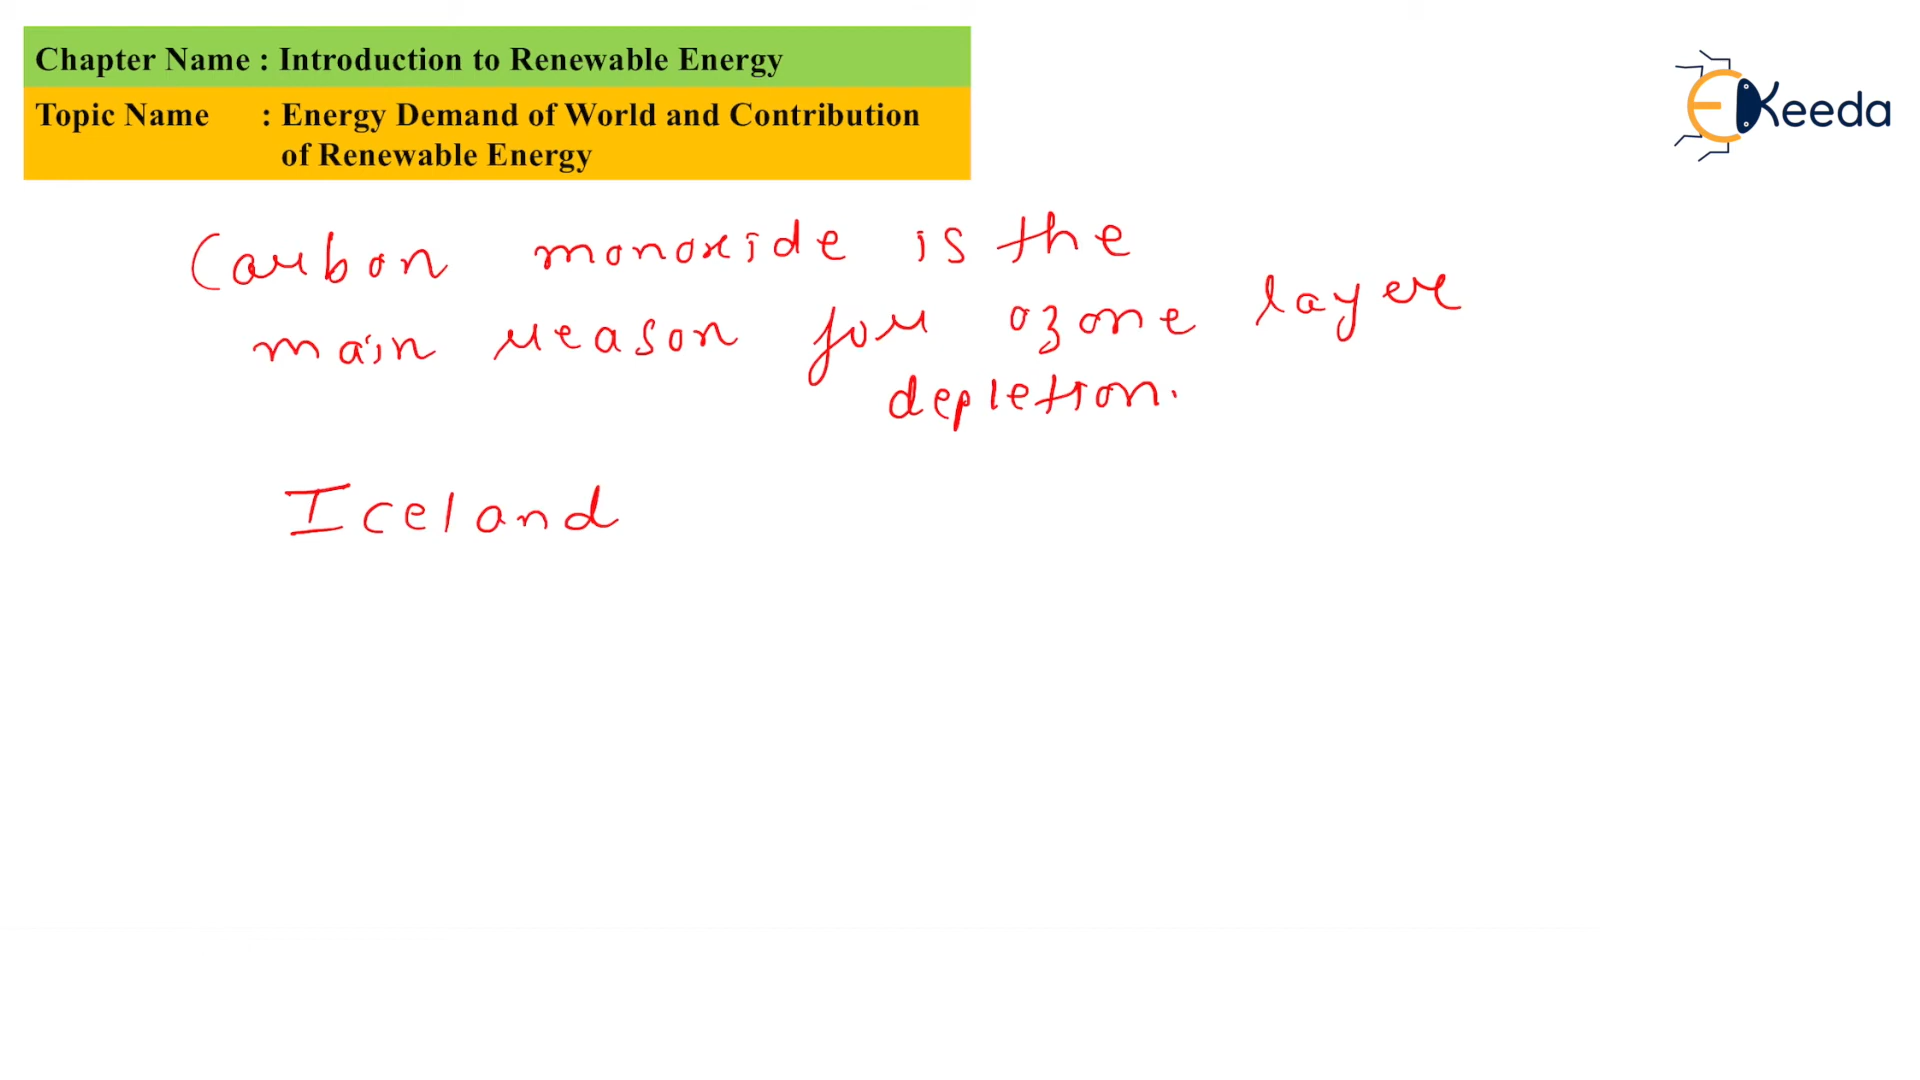 Chapter Name : Introduction to Renewable Energy
Topic Name : Energy Demand of World and Contribution
of Renewable Energy
EKeeda
Carbon monoxide is the
main reason for ozone layer
depletion.
Iceland